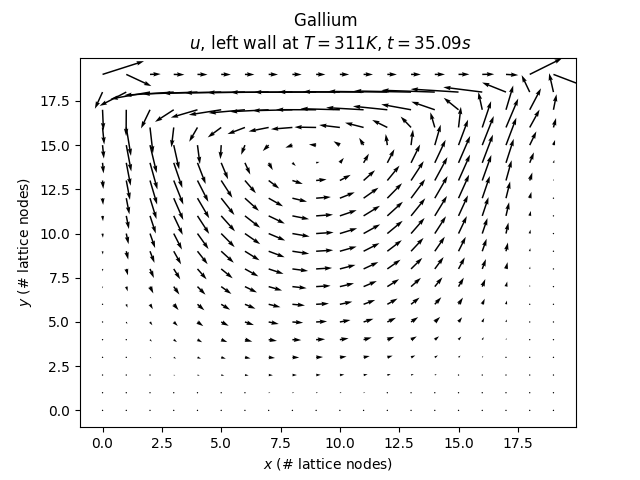 Gallium
u, left wall at T = 311K, t = 35.09s
17.5
15.0
12.5
10.0
7.5
5.0
2.5
0.0
y (# lattice nodes)
0.0 2.5 5.0 7.5 10.0 12.5 15.0 17.5
x (# lattice nodes)